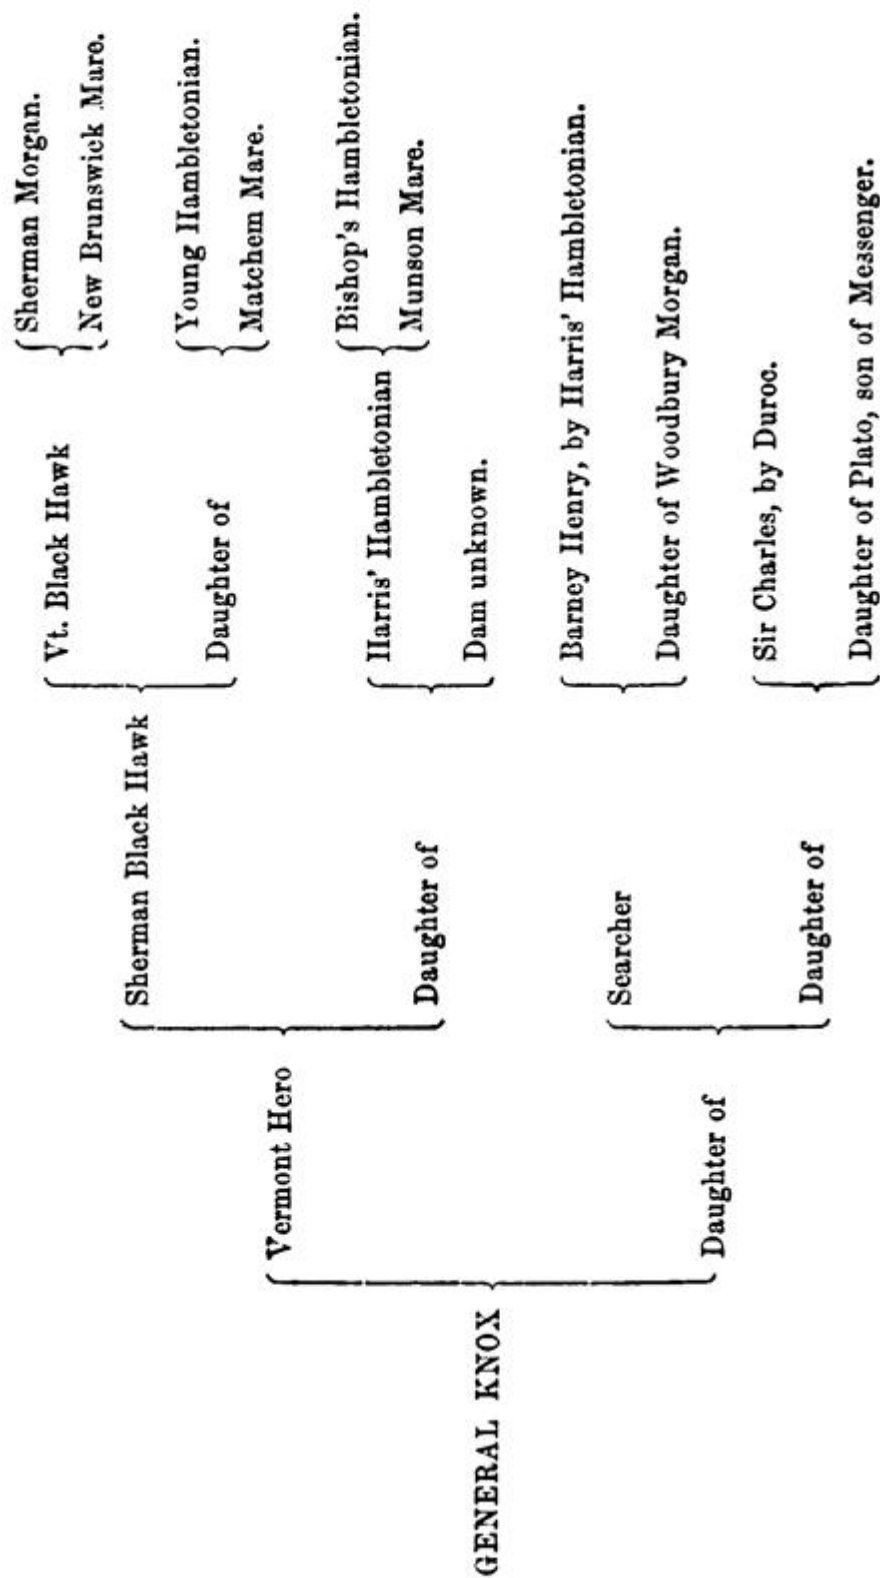 GENERAL KNOX
Vermont Hero
Sherman Black Hawk
Vt. Black Hawk
Sherman Morgan.
New Brunswick Mare.
Daughter of
Young Hambletonian.
Matchem Mare.
Daughter of
Harris' Hambletonian
Bishop's Hambletonian.
Munson Mare.
Dam unknown.
Daughter of
Searcher
Barney Henry, by Harris' Hambletonian.
Daughter of Woodbury Morgan.
Daughter of
Sir Charles, by Duroc.
Daughter of Plato, son of Messenger.